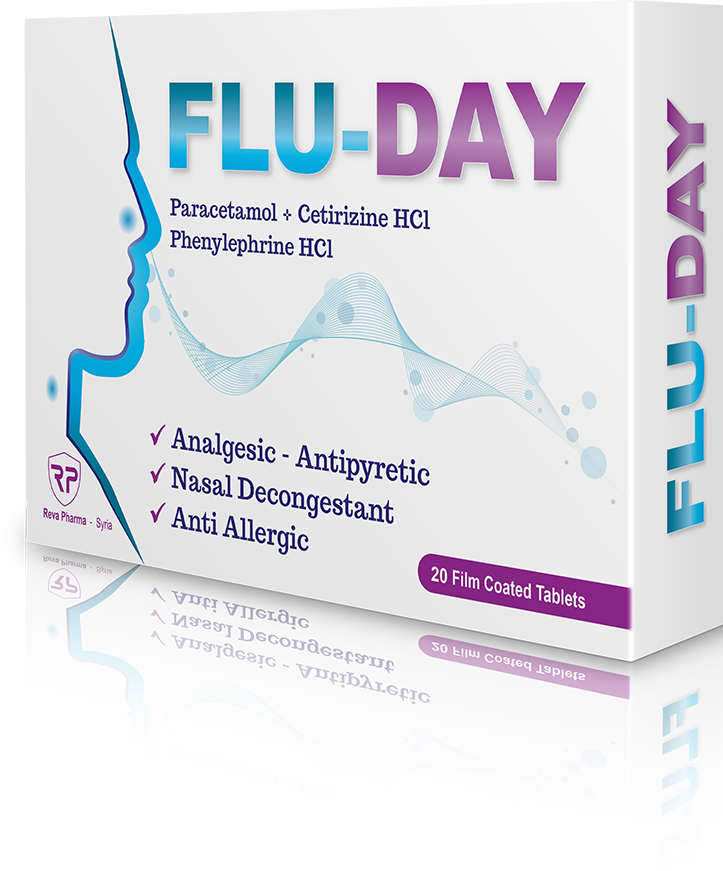 FLU-DAY
Paracetamol + Cetirizine HCl
Phenylephrine HCl
✓ Analgesic - Antipyretic
✓ Nasal Decongestant
✓ Anti Allergic
RP
Reva Pharma - Syria
20 Film Coated Tablets
FLU-DAY